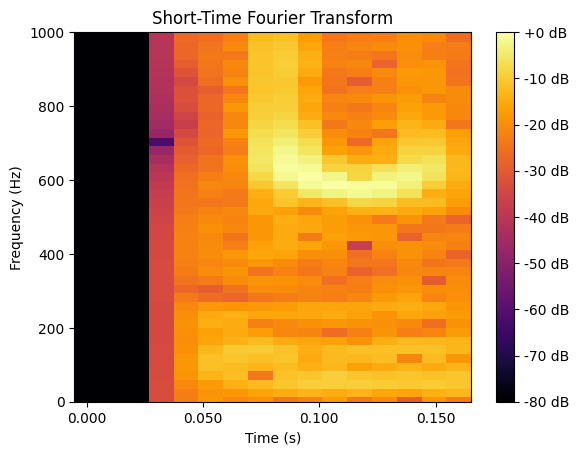 Short-Time Fourier Transform
1000
800
600
400
200
0
Frequency (Hz)
0.000
0.050
0.100
0.150
Time (s)
+0 dB
-10 dB
-20 dB
-30 dB
-40 dB
-50 dB
-60 dB
-70 dB
-80 dB